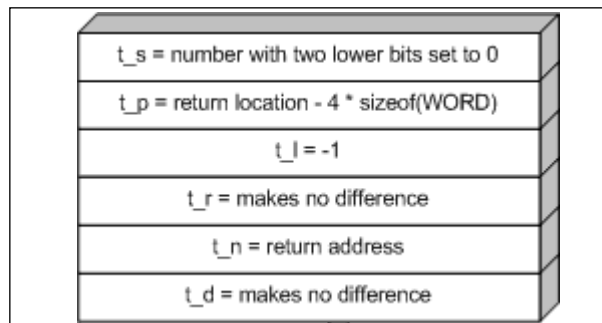 t_s = number with two lower bits set to 0
t_p = return location - 4 * sizeof(WORD)
t_l = -1
t_r = makes no difference
t_n = return address
t_d = makes no difference